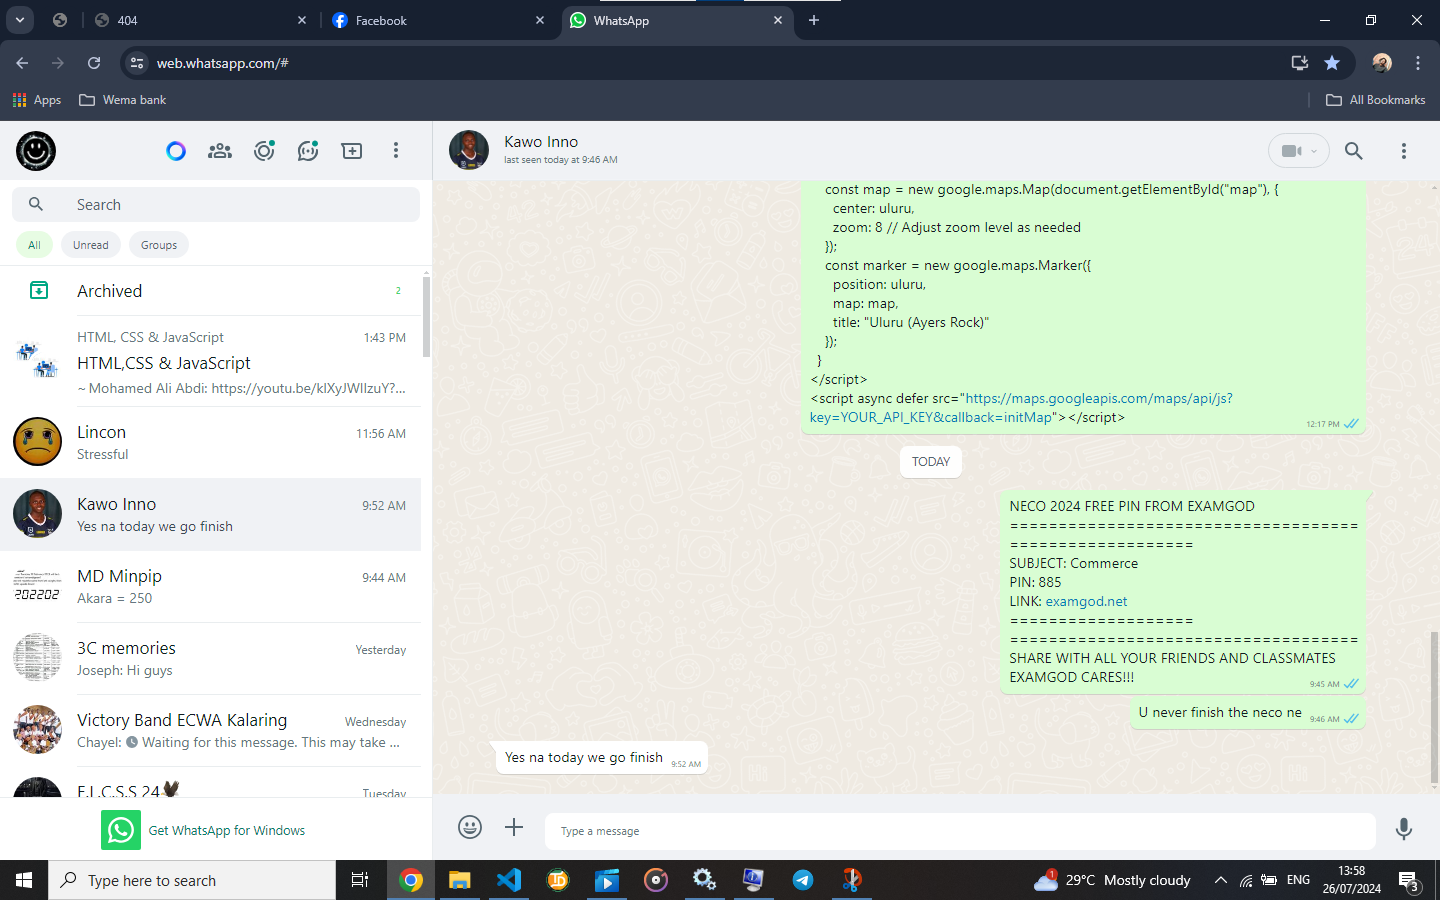 404
Facebook
WhatsApp
web.whatsapp.com/#
Apps
Wema bank
All Bookmarks
Search
All
Unread
Groups
Archived
2
HTML, CSS & JavaScript
1:43 PM
HTML,CSS & JavaScript
~ Mohamed Ali Abdi: https://youtu.be/kIXyJWIIzuY?...
Lincon
11:56 AM
Stressful
Kawo Inno
9:52 AM
Yes na today we go finish
MD Minpip
9:44 AM
Akara = 250
202202
3C memories
Yesterday
Joseph: Hi guys
Victory Band ECWA Kalaring
Wednesday
Chayel: Waiting for this message. This may take ...
F.L.C.S.S 24
Tuesday
Get WhatsApp for Windows
Kawo Inno
last seen today at 9:46 AM
const map = new google.maps.Map(document.getElementById("map"), {
center: uluru,
zoom: 8 // Adjust zoom level as needed
});
const marker = new google.maps.Marker({
position: uluru,
map: map,
title: "Uluru (Ayers Rock)"
});
}
</script>
<script async defer src="https://maps.googleapis.com/maps/api/js?
key=YOUR_API_KEY&callback=initMap"></script>
12:17 PM
TODAY
NECO 2024 FREE PIN FROM EXAMGOD
====================================
===================
SUBJECT: Commerce
PIN: 885
LINK: examgod.net
===================
====================================
SHARE WITH ALL YOUR FRIENDS AND CLASSMATES
EXAMGOD CARES!!!
9:45 AM
U never finish the neco ne
9:46 AM
Yes na today we go finish
9:52 AM
Type a message
Type here to search
1
29°C Mostly cloudy
ENG
13:58
26/07/2024
3